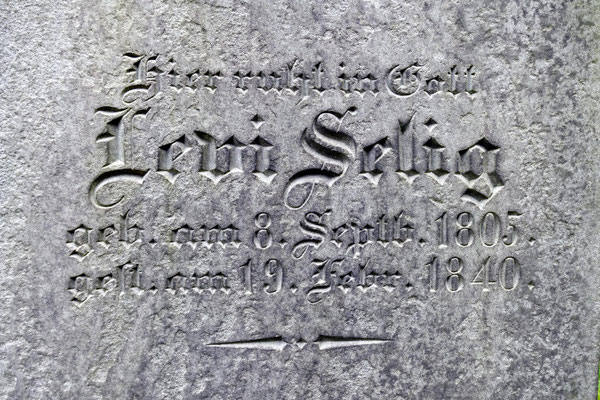 Hier ruht in Gott
Levi Selig
geb. am 8. Septb. 1805.
gest. am 19. Febr. 1840.